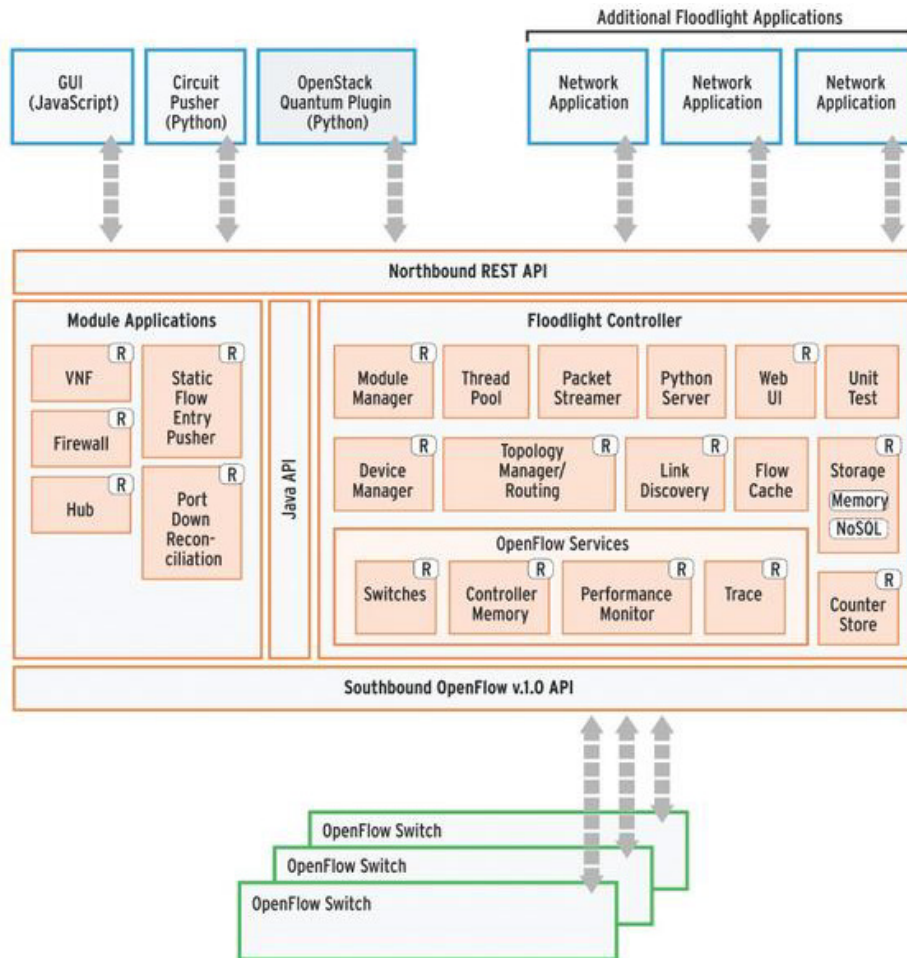 Additional Floodlight Applications
GUI
(JavaScript)
Circuit
Pusher
(Python)
OpenStack
Quantum Plugin
(Python)
Network
Application
Network
Application
Network
Application
Northbound REST API
Module Applications
R
VNF
R
Static
Flow
Entry
Pusher
R
Firewall
R
Hub
R
Port
Down
Recon-
ciliation
Java API
Floodlight Controller
R
Module
Manager
Thread
Pool
Packet
Streamer
Python
Server
R
Web
UI
Unit
Test
R
Device
Manager
R
Topology
Manager/
Routing
R
Link
Discovery
Flow
Cache
R
Storage
Memory
NoSQL
OpenFlow Services
R
Switches
R
Controller
Memory
R
Performance
Monitor
R
Trace
R
Counter
Store
Southbound OpenFlow v.1.0 API
OpenFlow Switch
OpenFlow Switch
OpenFlow Switch